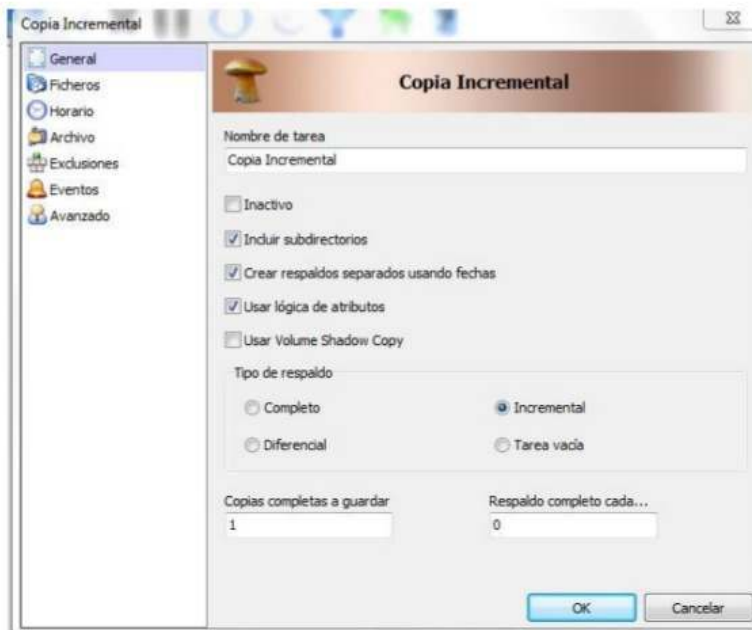 Copia Incremental
General
Ficheros
Horario
Archivo
Exclusiones
Eventos
Avanzado
Copia Incremental
Nombre de tarea
Copia Incremental
Inactivo
Incluir subdirectorios
Crear respaldos separados usando fechas
Usar lógica de atributos
Usar Volume Shadow Copy
Tipo de respaldo
Completo
Incremental
Diferencial
Tarea vacía
Copias completas a guardar
Respaldo completo cada...
1
0
OK
Cancelar